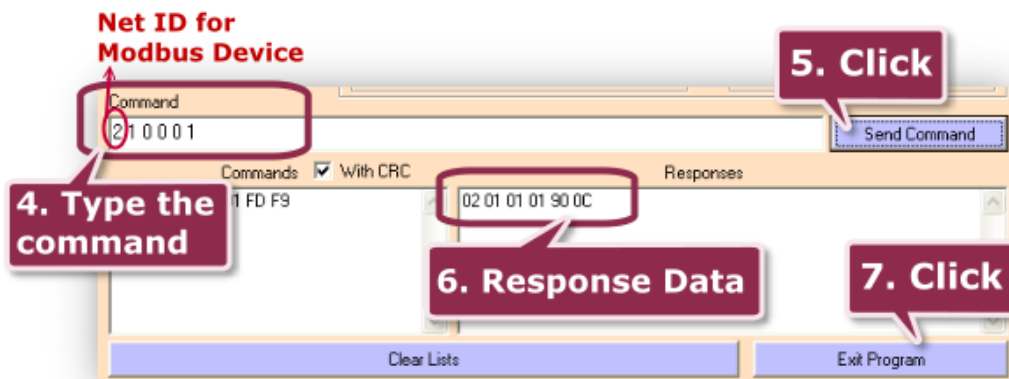 Net ID for
Modbus Device
5. Click
Command
2 1 0 0 0 1
Send Command
Commands With CRC Responses
4. Type the
command
1 FD F9
02 01 01 01 90 0C
6. Response Data
7. Click
Clear Lists
Exit Program